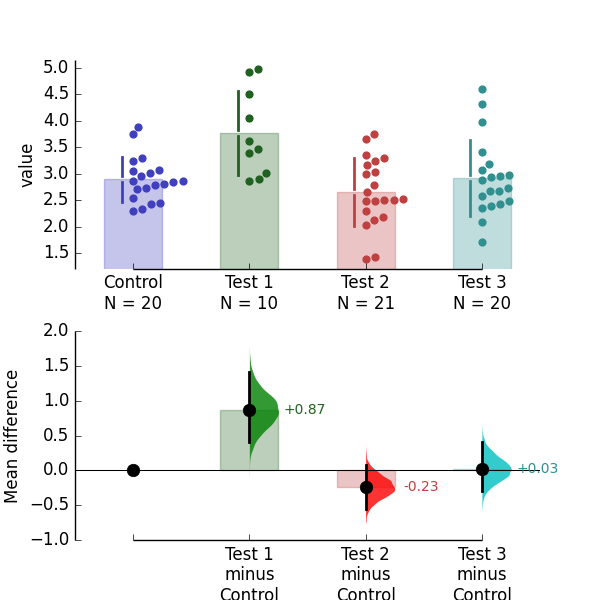 value
5.0
4.5
4.0
3.5
3.0
2.5
2.0
1.5
Control
N = 20
Test 1
N = 10
Test 2
N = 21
Test 3
N = 20
Mean difference
2.0
1.5
1.0
0.5
0.0
−0.5
−1.0
+0.87
-0.23
+0.03
Test 1
minus
Control
Test 2
minus
Control
Test 3
minus
Control